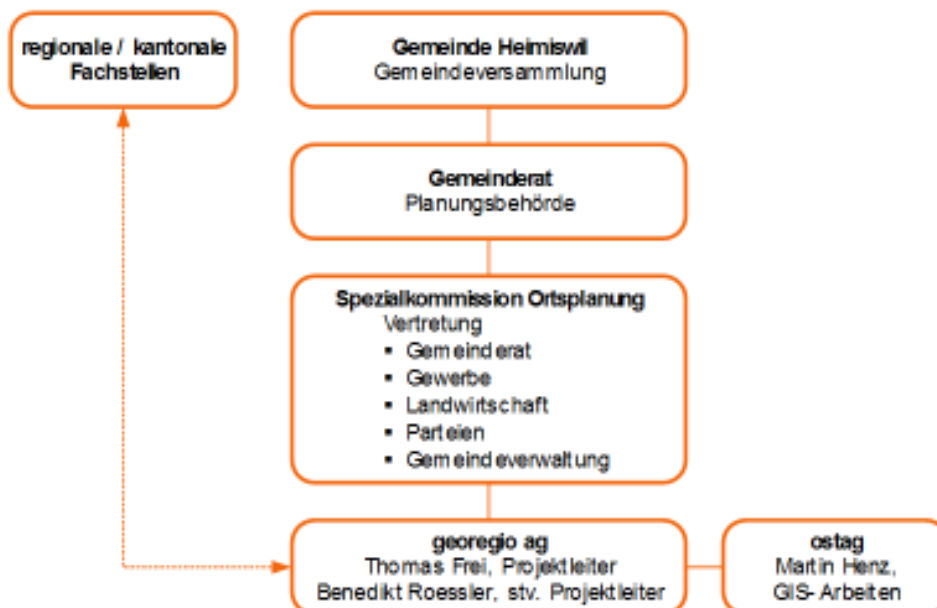 regionale / kantonale
Fachstellen
Gemeinde Heimiswil
Gemeindeversammlung
Gemeinderat
Planungsbehörde
Spezialkommission Ortsplanung
Vertretung
▪ Gemeinderat
▪ Gewerbe
▪ Landwirtschaft
▪ Parteien
▪ Gemeindeverwaltung
georegio ag
Thomas Frei, Projektleiter
Benedikt Roessler, stv. Projektleiter
ostag
Martin Henz,
GIS- Arbeiten